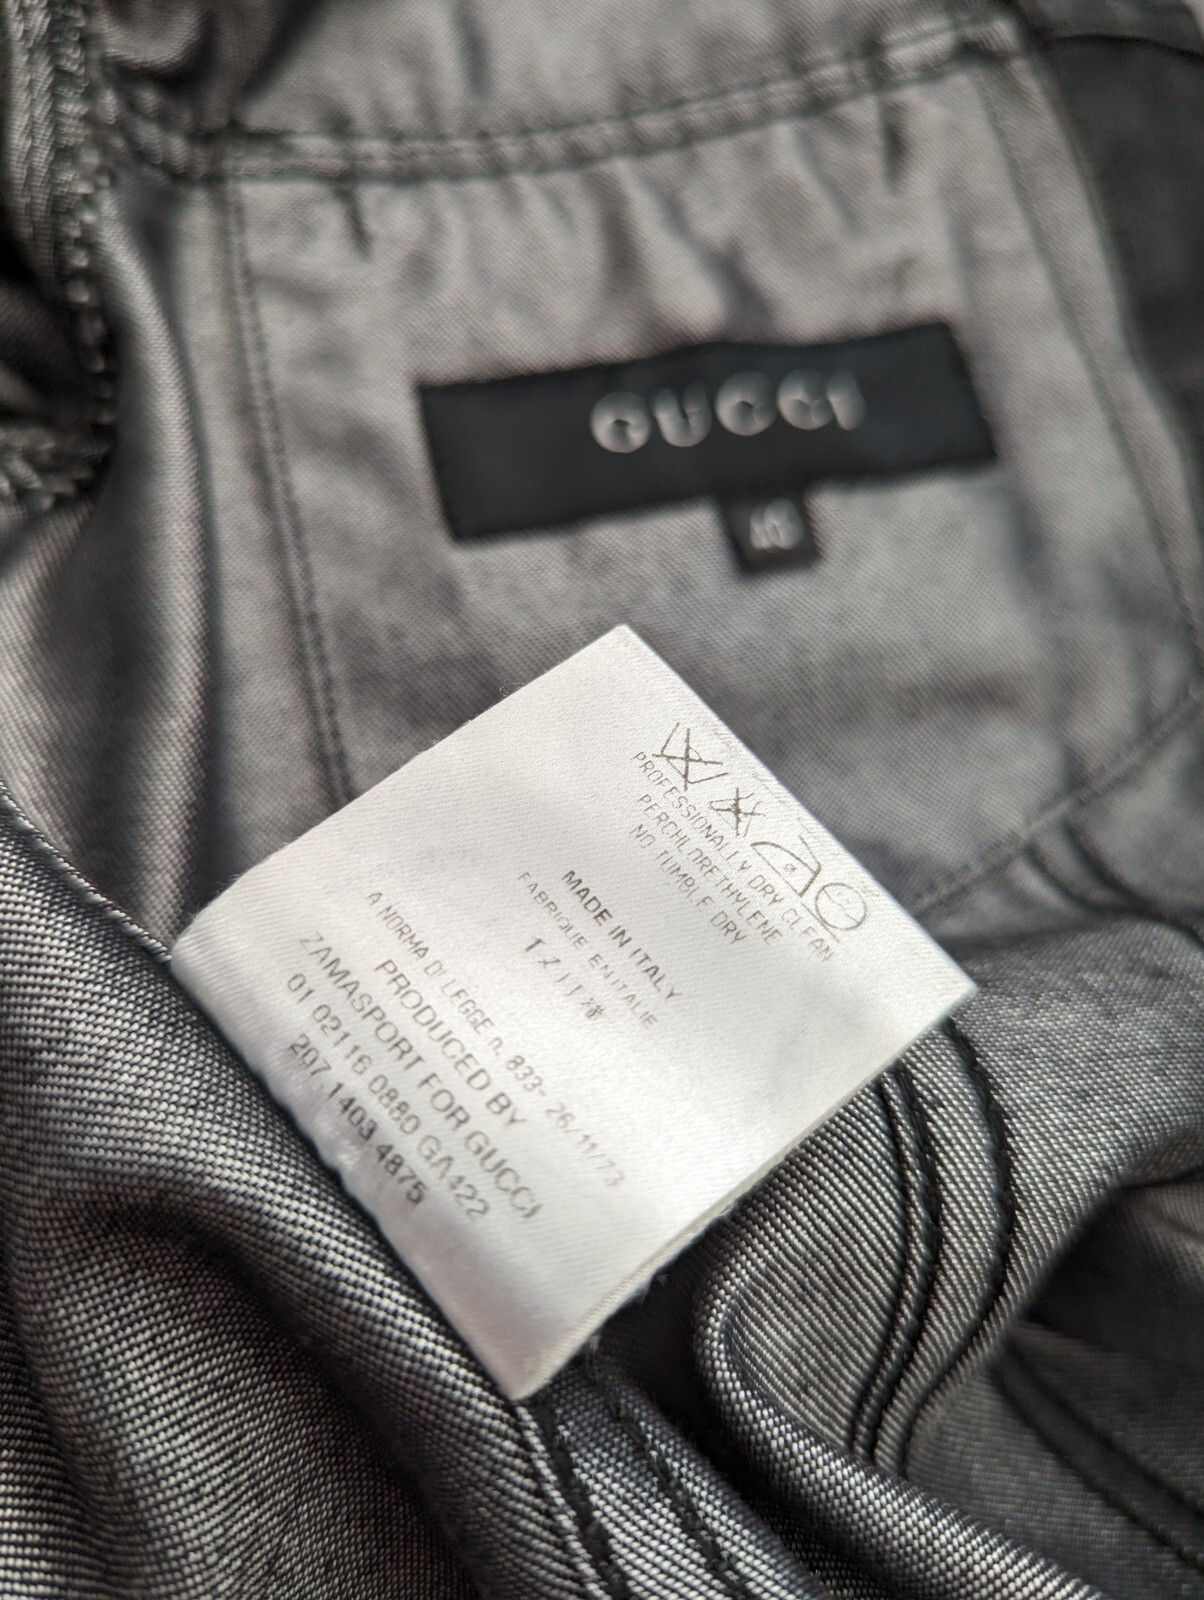 GUCCI
PROFESSIONALLY DRY CLEAN
PERCHLORETHYLENE
NO TUMBLE DRY
MADE IN ITALY
FABRIQUE EN ITALIE
A NORMA DI LEGGE n. 833- 26/11/73
PRODUCED BY
ZAMASPORT FOR GUCCI
01 02116 0880 GA422
207.1403.4875